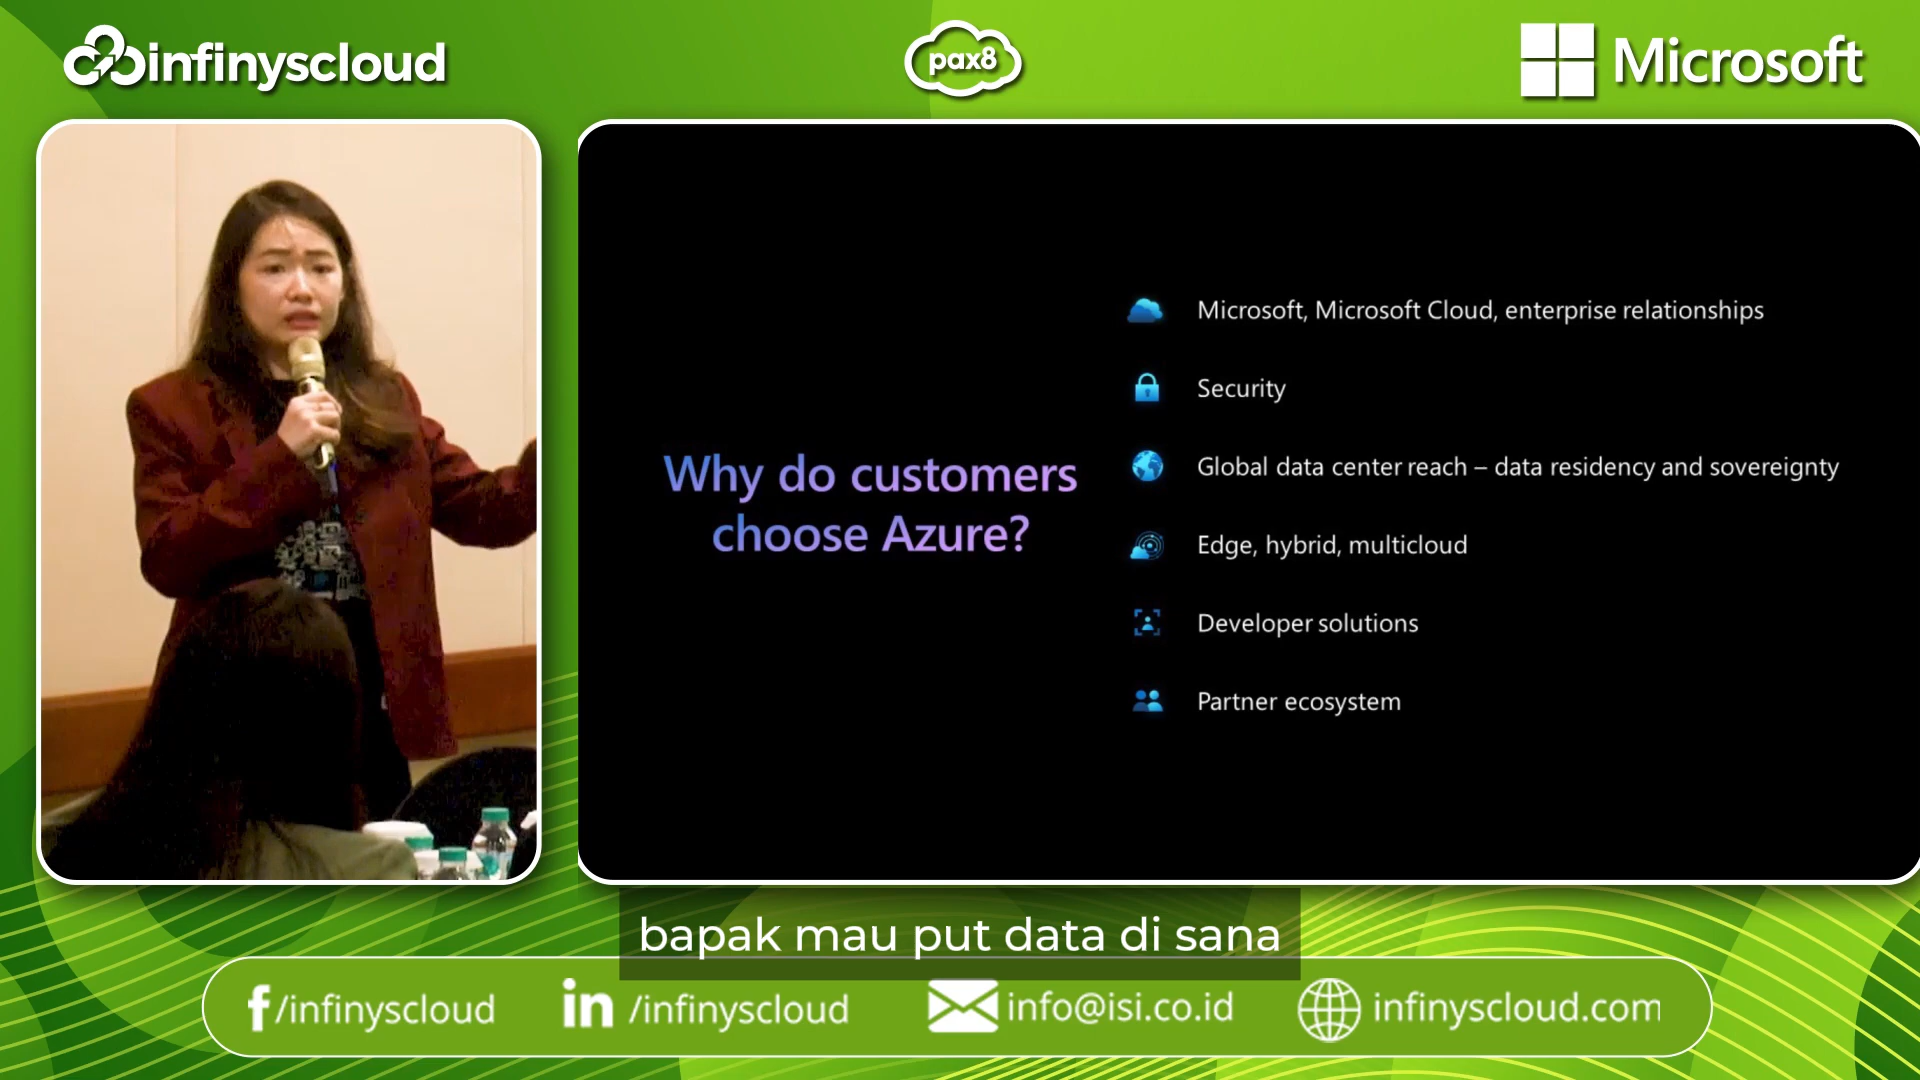 infinyscloud
pax8
Microsoft
Why do customers
choose Azure?
Microsoft, Microsoft Cloud, enterprise relationships
Security
Global data center reach – data residency and sovereignty
Edge, hybrid, multicloud
Developer solutions
Partner ecosystem
bapak mau put data di sana
f/infinyscloud
in /infinyscloud
info@isi.co.id
infinyscloud.com